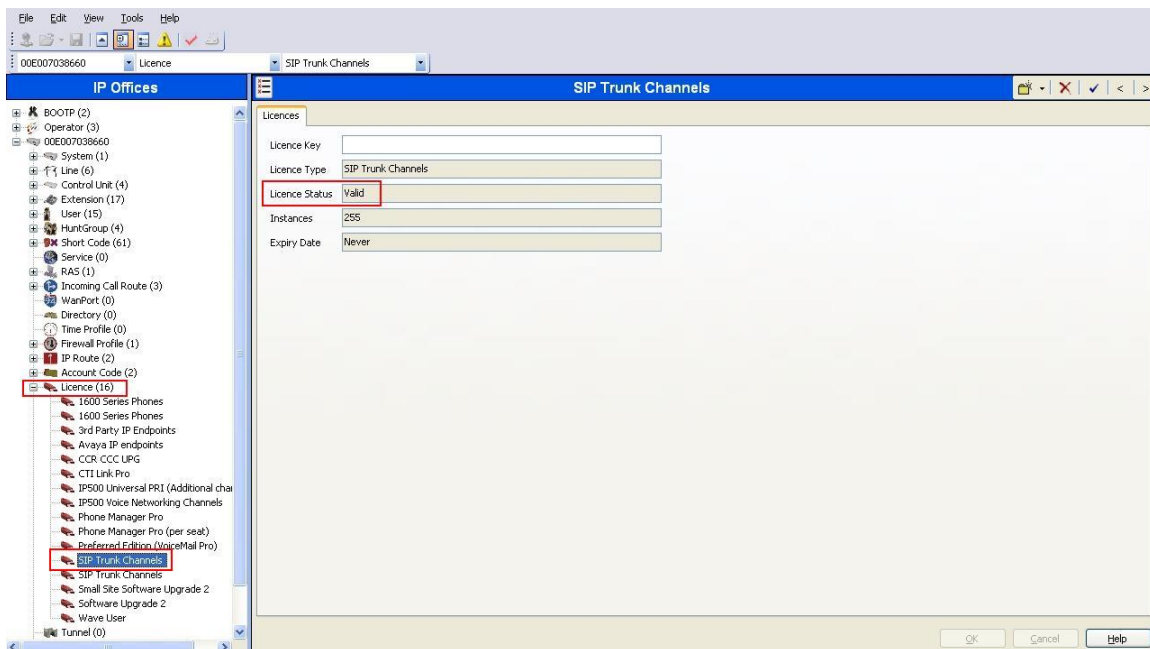 File Edit View Tools Help
00E007038660 Licence SIP Trunk Channels
IP Offices
SIP Trunk Channels
BOOTP (2)
Operator (3)
00E007038660
System (1)
Line (6)
Control Unit (4)
Extension (17)
User (15)
HuntGroup (4)
Short Code (61)
Service (0)
RAS (1)
Incoming Call Route (3)
WanPort (0)
Directory (0)
Time Profile (0)
Firewall Profile (1)
IP Route (2)
Account Code (2)
Licence (16)
1600 Series Phones
1600 Series Phones
3rd Party IP Endpoints
Avaya IP endpoints
CCR CCC UPG
CTI Link Pro
IP500 Universal PRI (Additional chai
IP500 Voice Networking Channels
Phone Manager Pro
Phone Manager Pro (per seat)
Preferred Edition (VoiceMail Pro)
SIP Trunk Channels
SIP Trunk Channels
Small Site Software Upgrade 2
Software Upgrade 2
Wave User
Tunnel (0)
Licences
Licence Key
Licence Type SIP Trunk Channels
Licence Status Valid
Instances 255
Expiry Date Never
OK Cancel Help